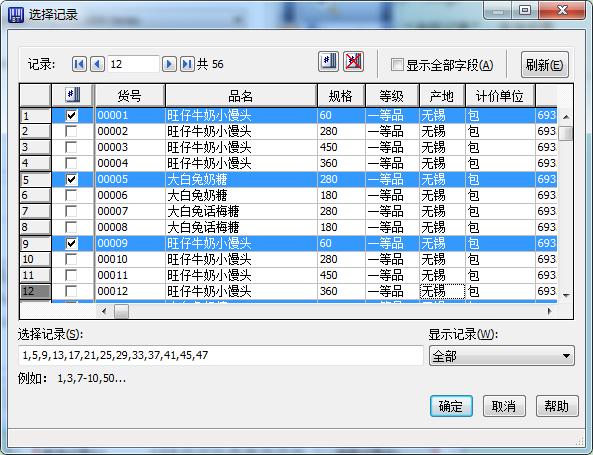 选择记录
记录: 12 共 56 显示全部字段(A) 刷新(E)
货号 品名 规格 等级 产地 计价单位
1 00001 旺仔牛奶小馒头 60 一等品 无锡 包 693
2 00002 旺仔牛奶小馒头 280 一等品 无锡 包 693
3 00003 旺仔牛奶小馒头 450 一等品 无锡 包 693
4 00004 旺仔牛奶小馒头 360 一等品 无锡 包 693
5 00005 大白兔奶糖 280 一等品 无锡 包 693
6 00006 大白兔奶糖 180 一等品 无锡 包 693
7 00007 大白兔话梅糖 280 一等品 无锡 包 693
8 00008 大白兔话梅糖 180 一等品 无锡 包 693
9 00009 旺仔牛奶小馒头 60 一等品 无锡 包 693
10 00010 旺仔牛奶小馒头 280 一等品 无锡 包 693
11 00011 旺仔牛奶小馒头 450 一等品 无锡 包 693
12 00012 旺仔牛奶小馒头 360 一等品 无锡 包 693
选择记录(S): 显示记录(W):
1,5,9,13,17,21,25,29,33,37,41,45,47 全部
例如: 1,3,7-10,50...
确定 取消 帮助